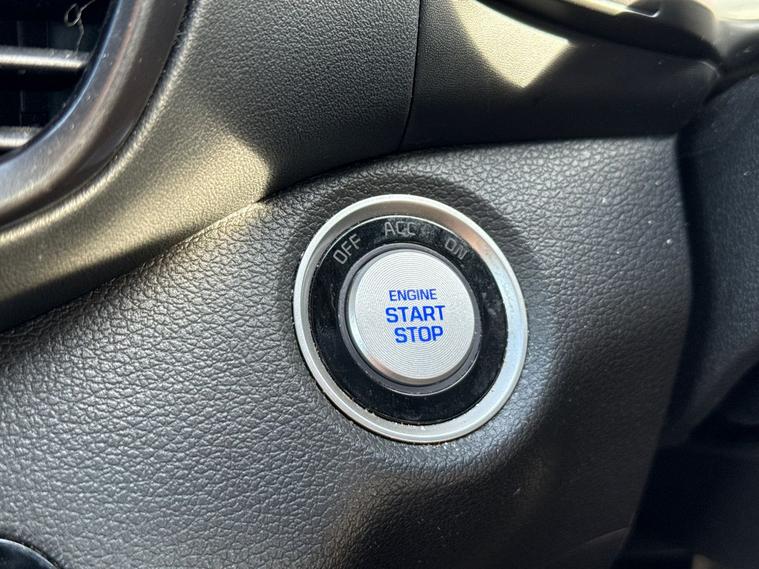 OFF ACC ON
ENGINE
START
STOP